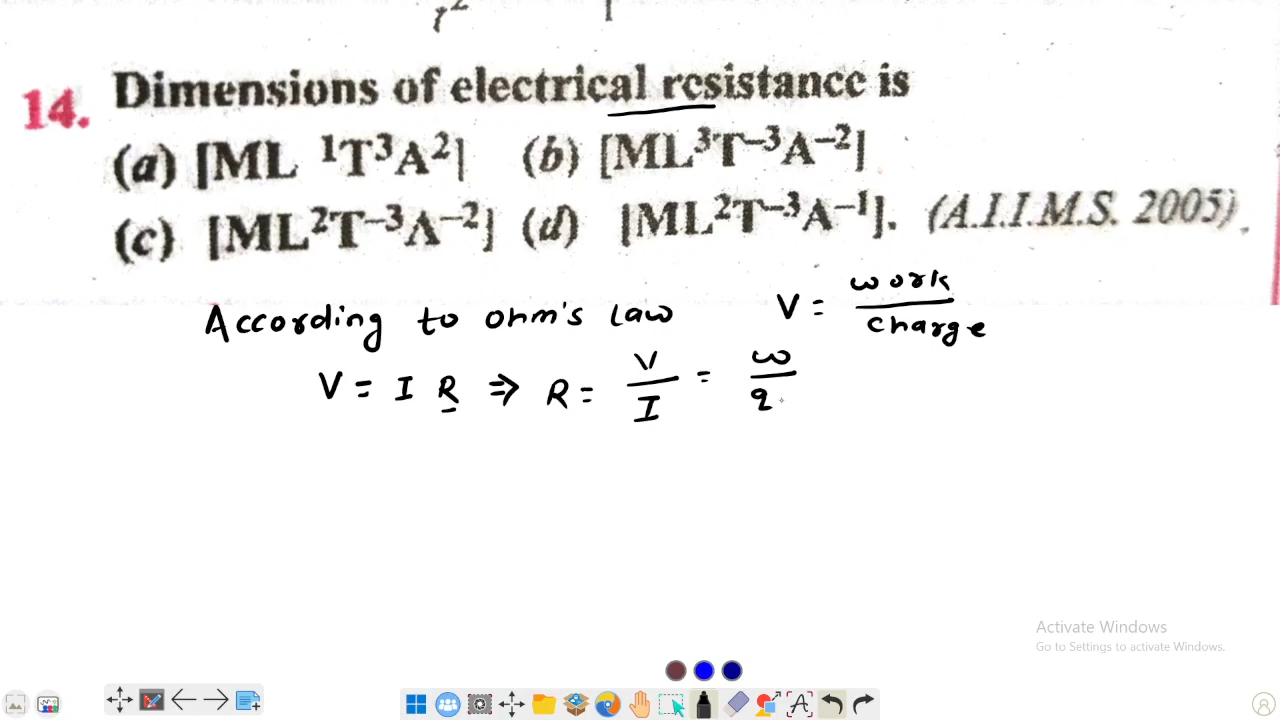 14. Dimensions of electrical resistance is
(a) [ML ¹T³A²] (b) [ML³T⁻³A⁻²]
(c) [ML²T⁻³A⁻²] (d) [ML²T⁻³A⁻¹]. (A.I.I.M.S. 2005)
According to ohm's law V = work / charge
V = I R ⇒ R = V / I = w / q
Activate Windows
Go to Settings to activate Windows.